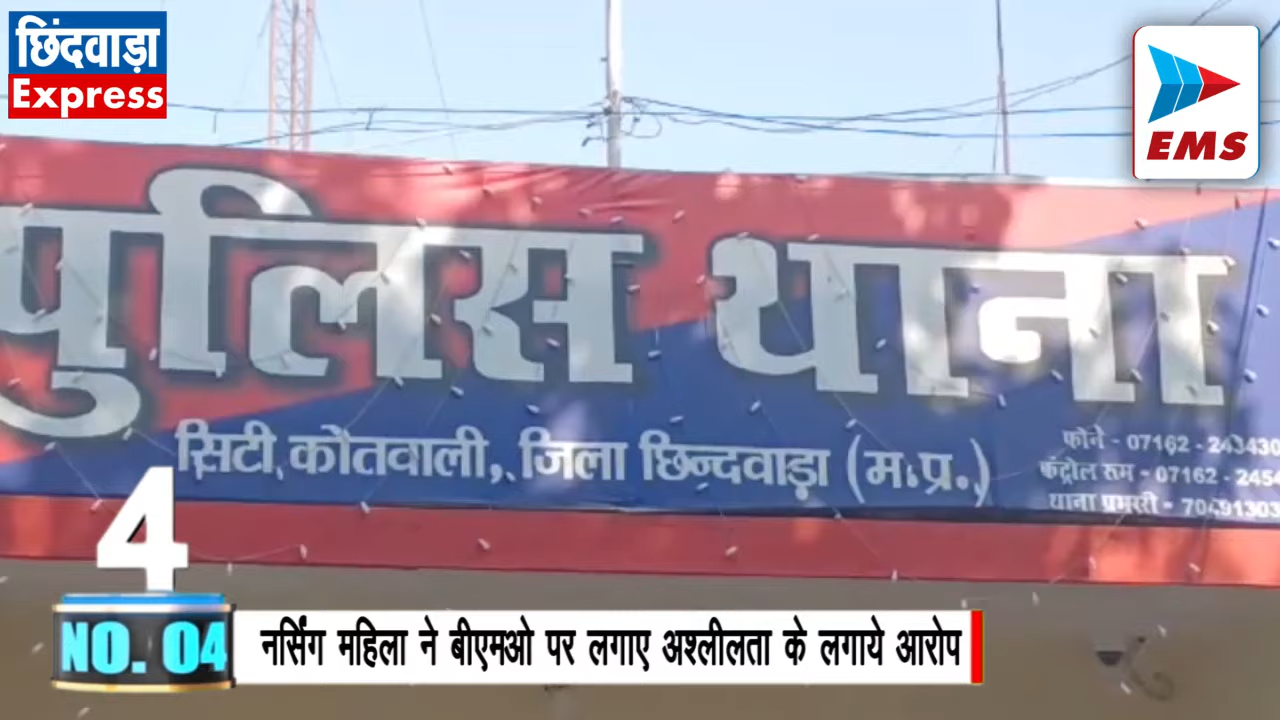 छिंदवाड़ा
Express
EMS
पुलिस थाना
सिटी कोतवाली, जिला छिन्दवाड़ा (म.प्र.)
फोन - 07162 - 243430
कंट्रोल रूम - 07162 - 2454
थाना प्रभारी - 70491303
4
NO. 04
नर्सिंग महिला ने बीएमओ पर लगाए अश्लीलता के लगाये आरोप